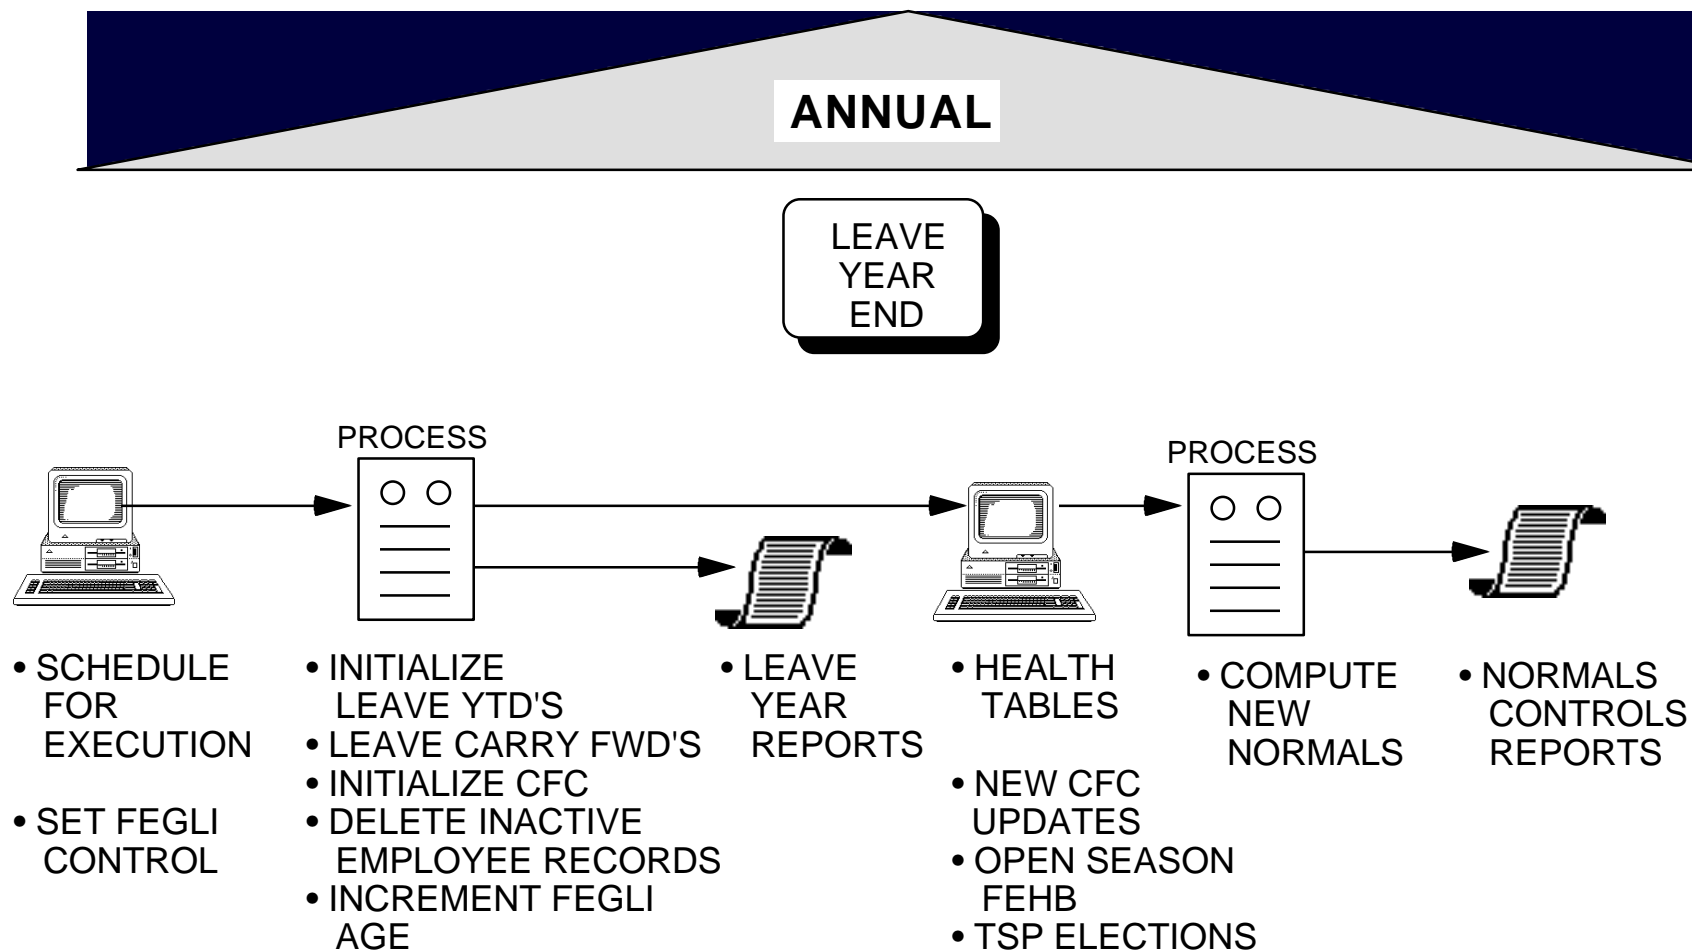 ANNUAL
LEAVE
YEAR
END
PROCESS
PROCESS
• SCHEDULE
FOR
EXECUTION
• SET FEGLI
CONTROL
• INITIALIZE
LEAVE YTD'S
• LEAVE CARRY FWD'S
• INITIALIZE CFC
• DELETE INACTIVE
EMPLOYEE RECORDS
• INCREMENT FEGLI
AGE
• LEAVE
YEAR
REPORTS
• HEALTH
TABLES
• NEW CFC
UPDATES
• OPEN SEASON
FEHB
• TSP ELECTIONS
• COMPUTE
NEW
NORMALS
• NORMALS
CONTROLS
REPORTS